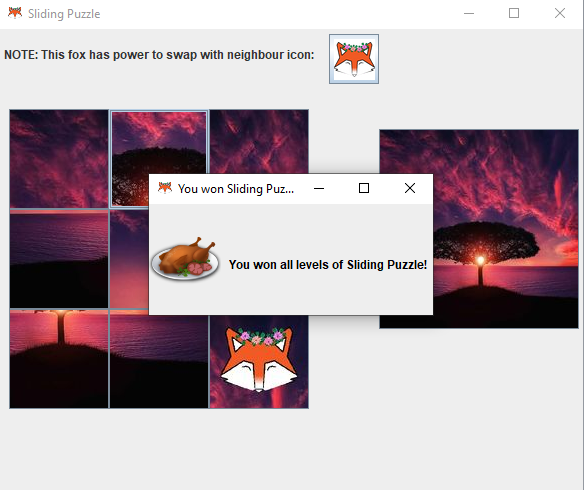 Sliding Puzzle
NOTE: This fox has power to swap with neighbour icon:
You won Sliding Puz...
You won all levels of Sliding Puzzle!